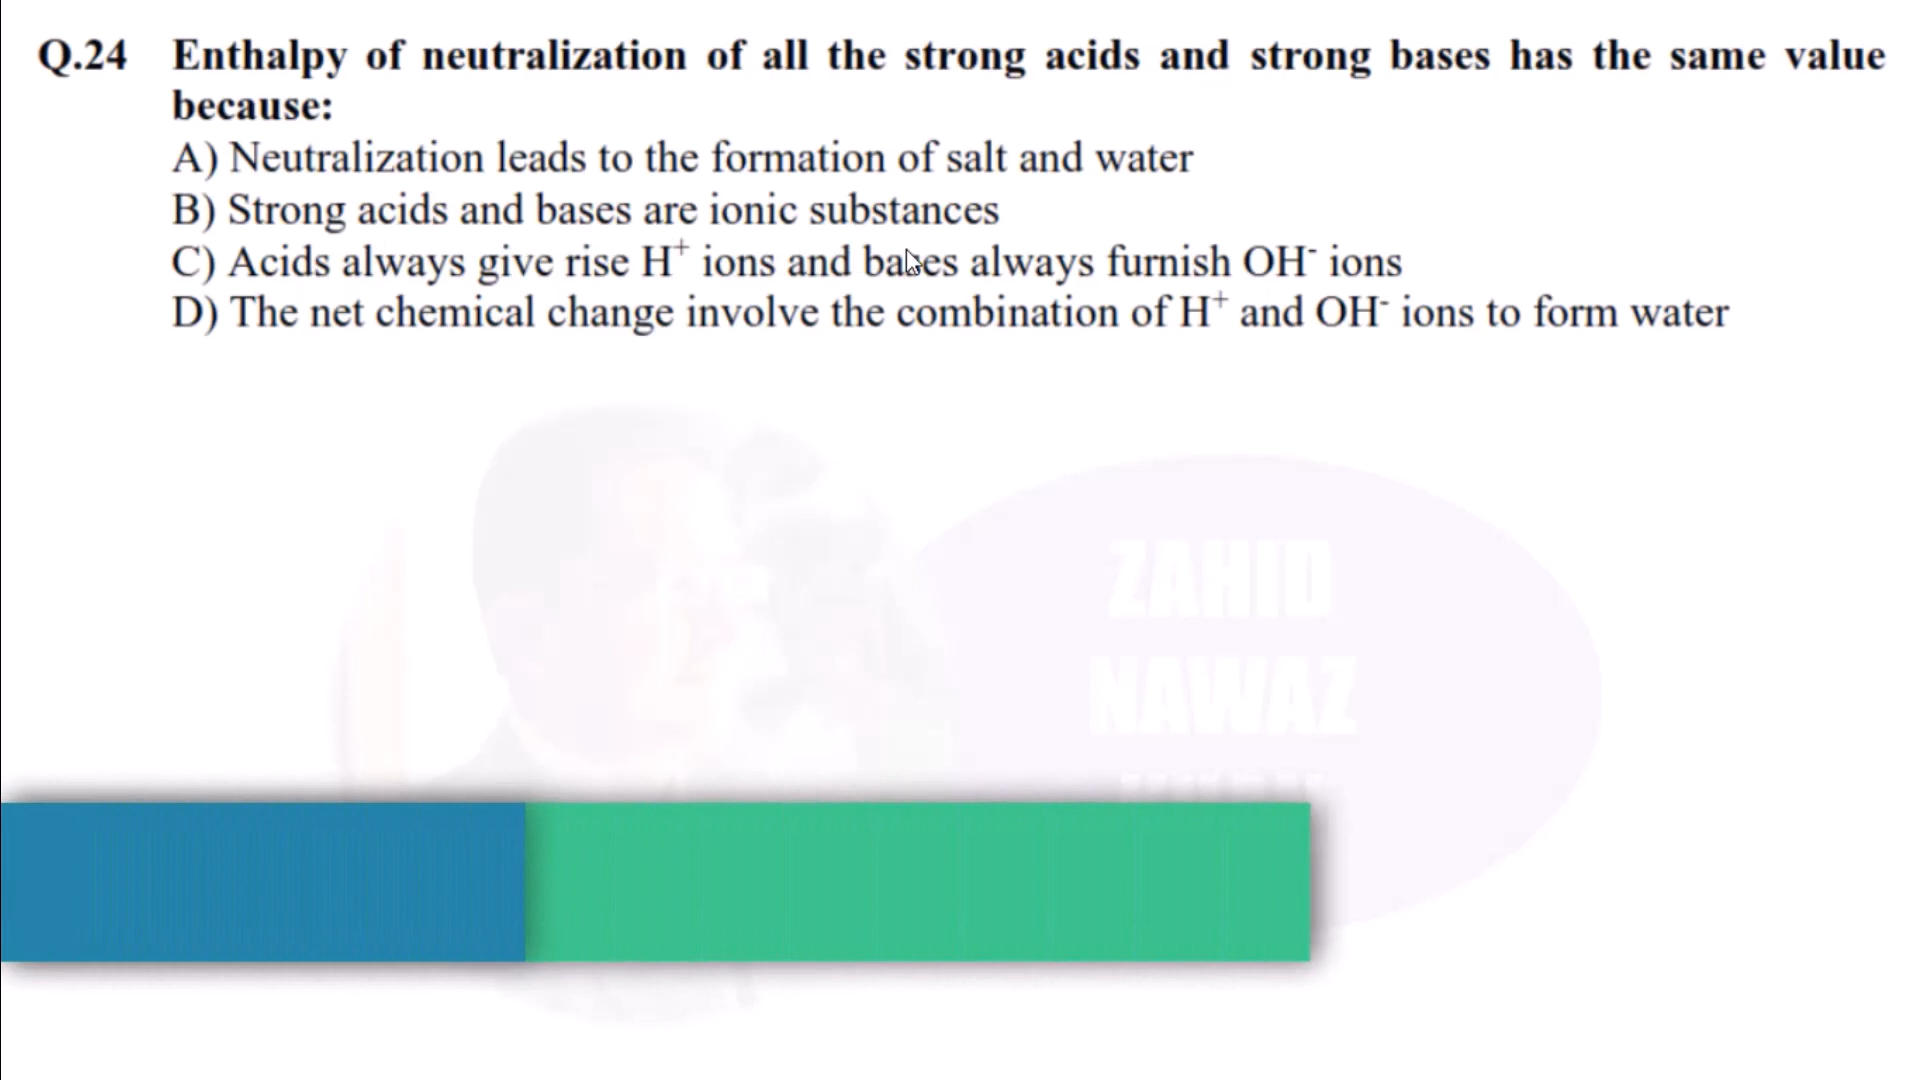 Q.24 Enthalpy of neutralization of all the strong acids and strong bases has the same value
because:
A) Neutralization leads to the formation of salt and water
B) Strong acids and bases are ionic substances
C) Acids always give rise H⁺ ions and bases always furnish OH⁻ ions
D) The net chemical change involve the combination of H⁺ and OH⁻ ions to form water
ZAHID
NAWAZ